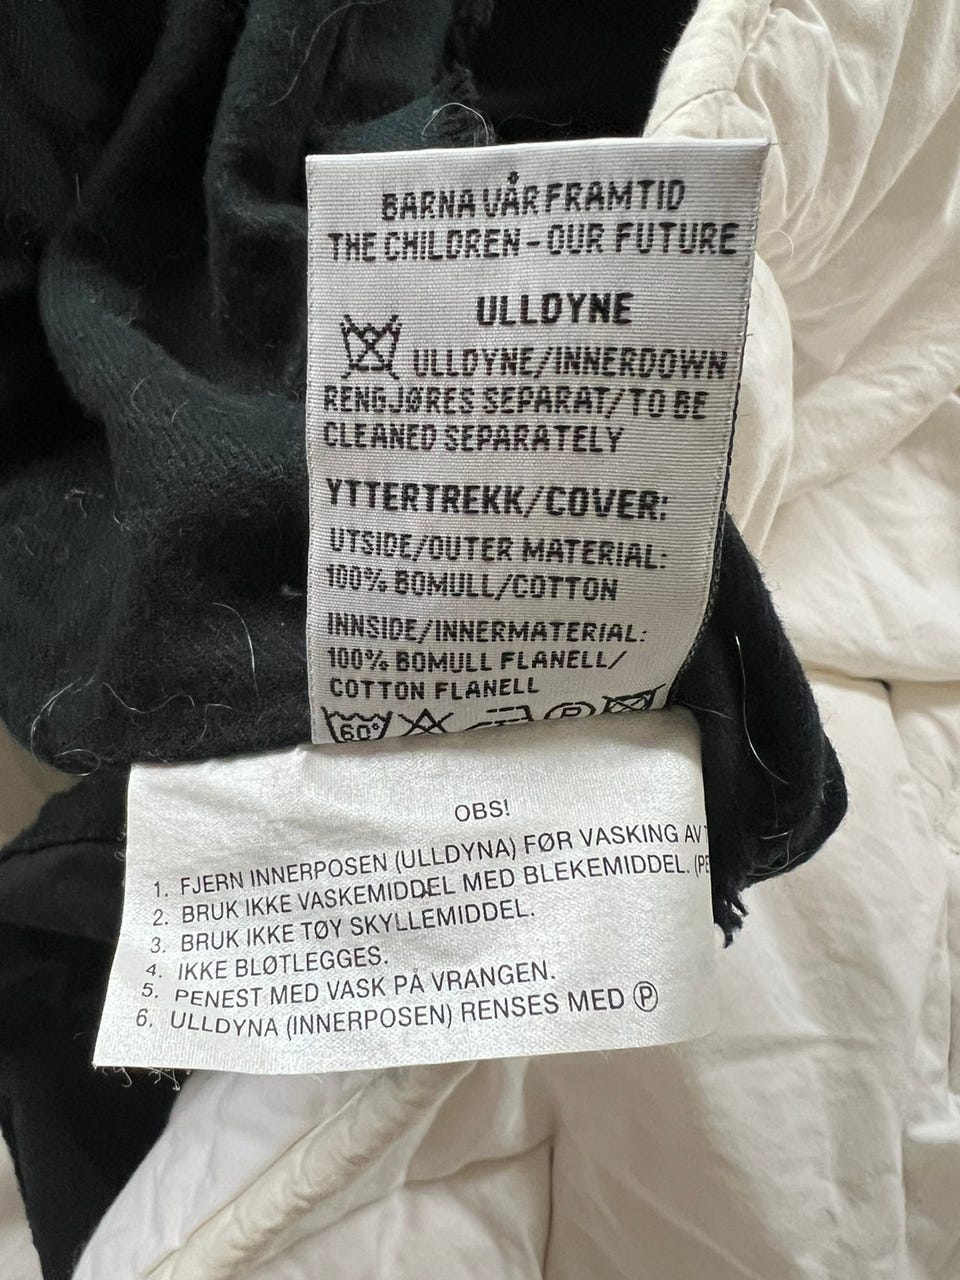 BARNA VÅR FRAMTID
THE CHILDREN - OUR FUTURE
ULLDYNE
ULLDYNE/INNERDOWN
RENGJØRES SEPARAT/TO BE
CLEANED SEPARATELY
YTTERTREKK/COVER:
UTSIDE/OUTER MATERIAL:
100% BOMULL/COTTON
INNSIDE/INNERMATERIAL:
100% BOMULL FLANELL/
COTTON FLANELL
60° P
OBS!
1. FJERN INNERPOSEN (ULLDYNA) FØR VASKING AV
2. BRUK IKKE VASKEMIDDEL MED BLEKEMIDDEL.
3. BRUK IKKE TØY SKYLLEMIDDEL.
4. IKKE BLØTLEGGES.
5. PENEST MED VASK PÅ VRANGEN.
6. ULLDYNA (INNERPOSEN) RENSES MED Ⓟ